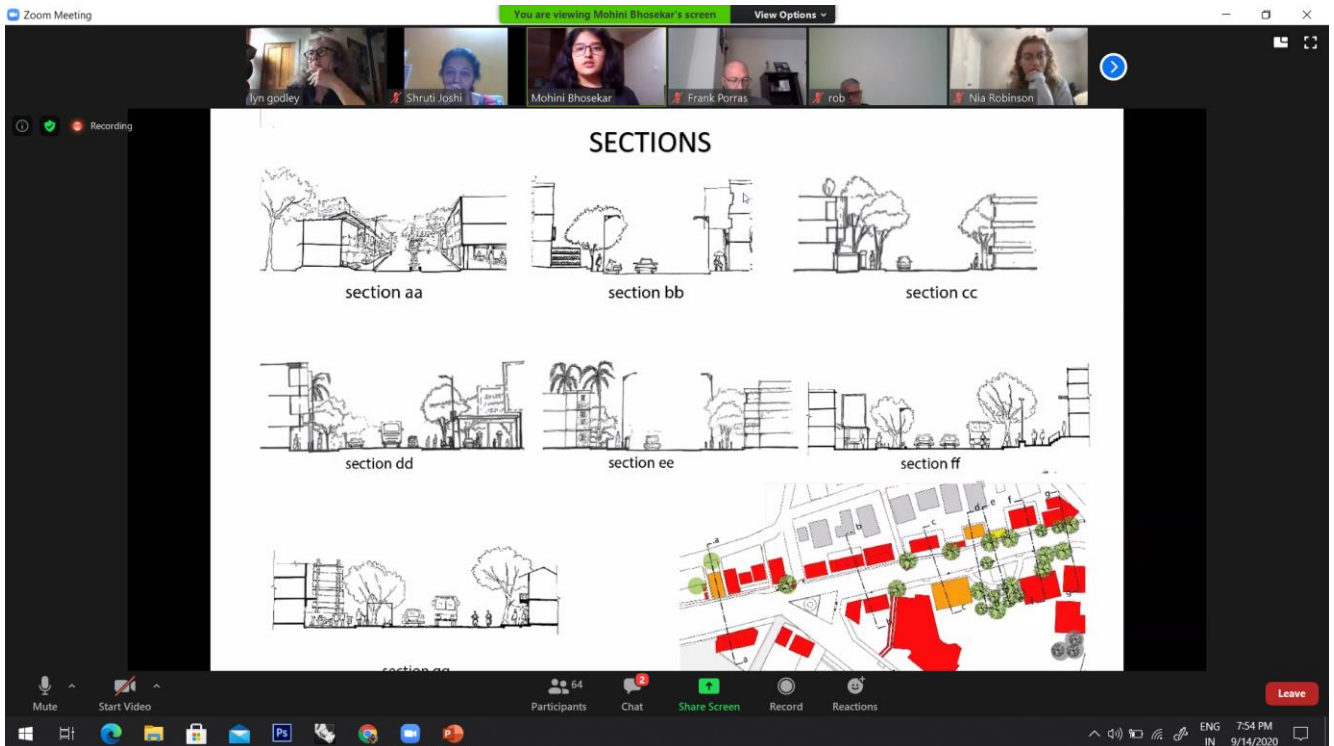 Zoom Meeting
You are viewing Mohini Bhosekar's screen
View Options
lyn godley
Shruti Joshi
Mohini Bhosekar
Frank Porras
rob
Nia Robinson
Recording
SECTIONS
section aa
section bb
section cc
section dd
section ee
section ff
a
b
c
d
e
f
g
a
b
c
g
Mute
Start Video
64
Participants
2
Chat
Share Screen
Record
Reactions
Leave
Ps
ENG
IN
7:54 PM
9/14/2020